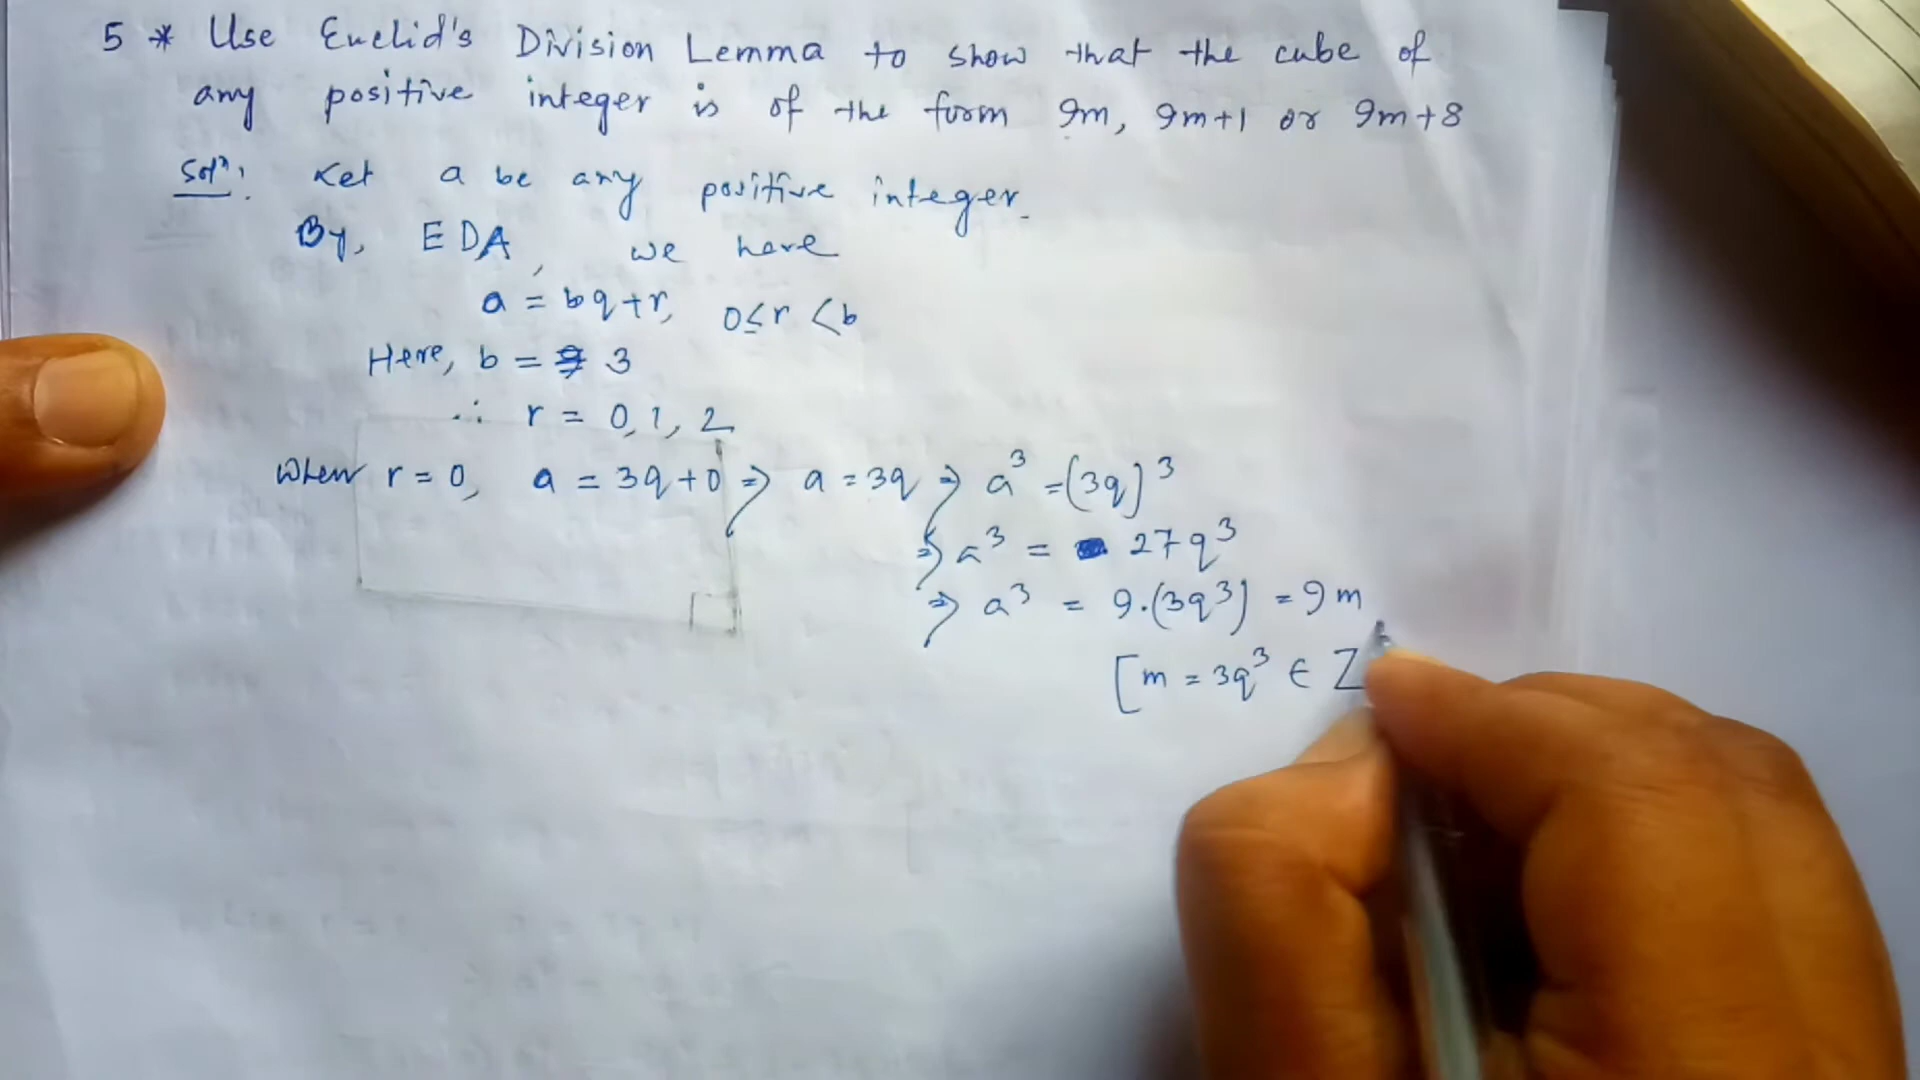 5 * Use Euclid's Division Lemma to show that the cube of
any positive integer is of the form 9m, 9m+1 or 9m+8
Solⁿ: Let a be any positive integer.
By, EDA, we have
a = bq+r, 0≤r<b
Here, b = 3
∴ r = 0, 1, 2
When r = 0, a = 3q+0 ⇒ a = 3q ⇒ a³ = (3q)³
⇒ a³ = 27q³
⇒ a³ = 9.(3q³) = 9m
[m = 3q³ ∈ Z